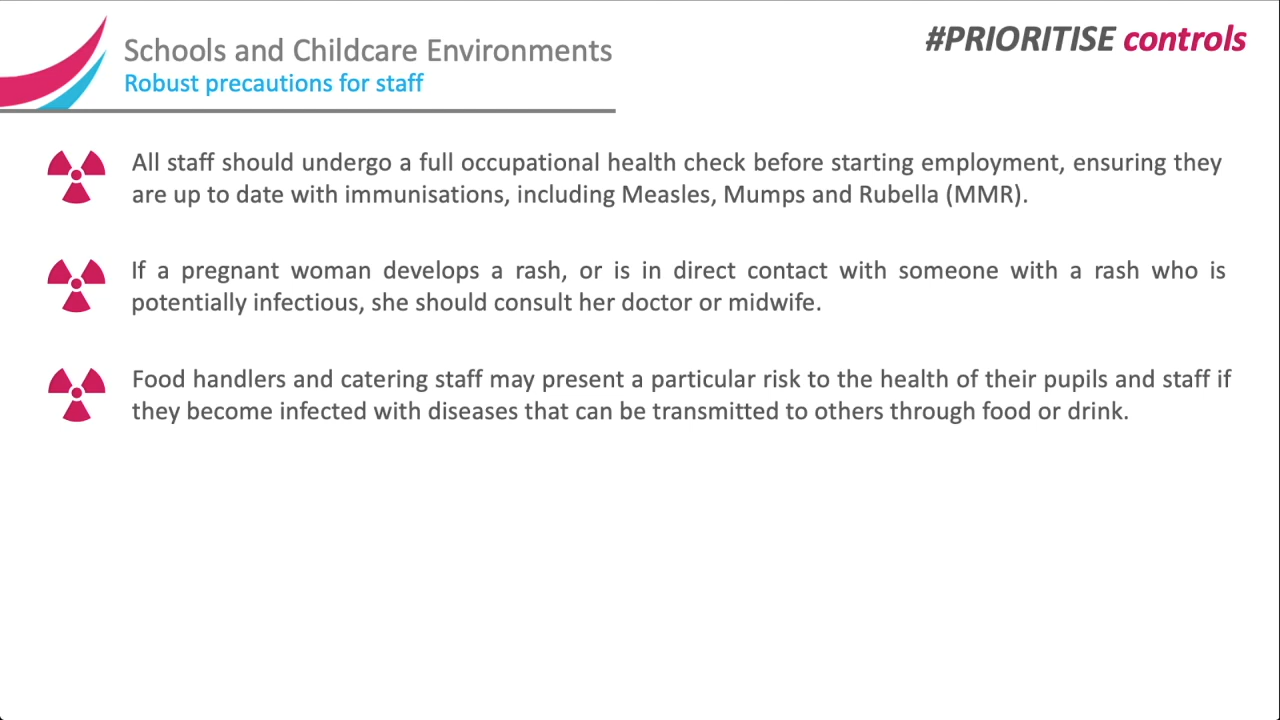 Schools and Childcare Environments
#PRIORITISE controls
Robust precautions for staff
All staff should undergo a full occupational health check before starting employment, ensuring they
are up to date with immunisations, including Measles, Mumps and Rubella (MMR).
If a pregnant woman develops a rash, or is in direct contact with someone with a rash who is
potentially infectious, she should consult her doctor or midwife.
Food handlers and catering staff may present a particular risk to the health of their pupils and staff if
they become infected with diseases that can be transmitted to others through food or drink.